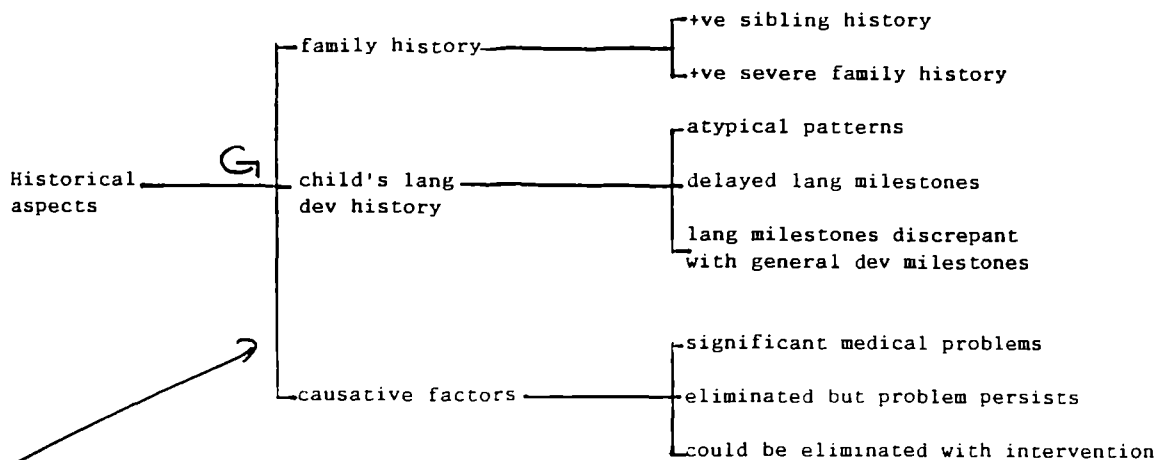 +ve sibling history
family history
+ve severe family history
atypical patterns
Historical
aspects
child's lang
dev history
delayed lang milestones
lang milestones discrepant
with general dev milestones
significant medical problems
causative factors
eliminated but problem persists
could be eliminated with intervention